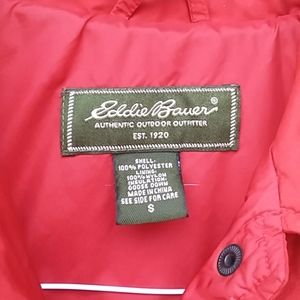 Eddie Bauer
AUTHENTIC OUTDOOR OUTFITTER
EST. 1920
SHELL:
100% POLYESTER
LINING:
100% NYLON
INSULATION:
GOOSE DOWN
MADE IN CHINA
SEE SIDE FOR CARE
S